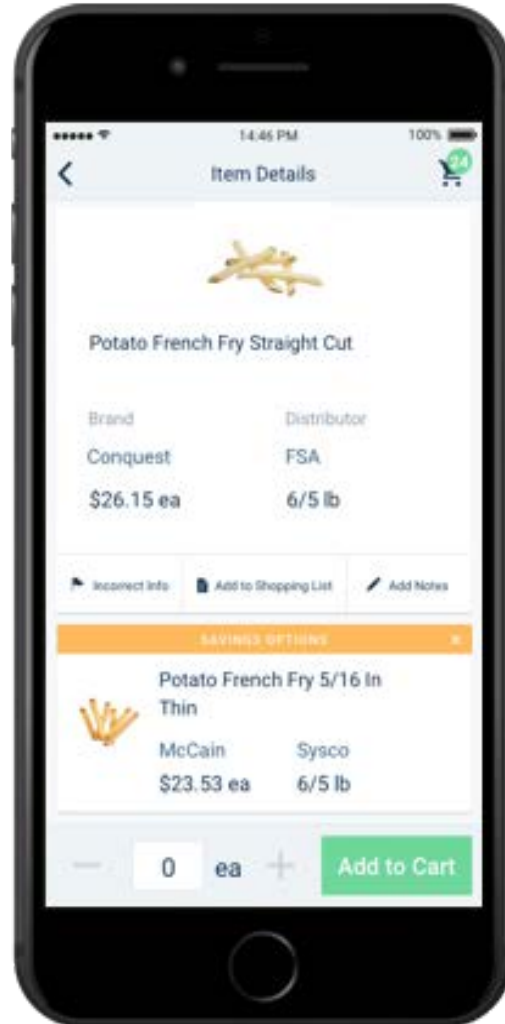 14:46 PM
100%
Item Details
24
Potato French Fry Straight Cut
Brand Distributor
Conquest FSA
$26.15 ea 6/5 lb
Incorrect Info Add to Shopping List Add Notes
SAVINGS OPTIONS ×
Potato French Fry 5/16 In
Thin
McCain Sysco
$23.53 ea 6/5 lb
0 ea Add to Cart